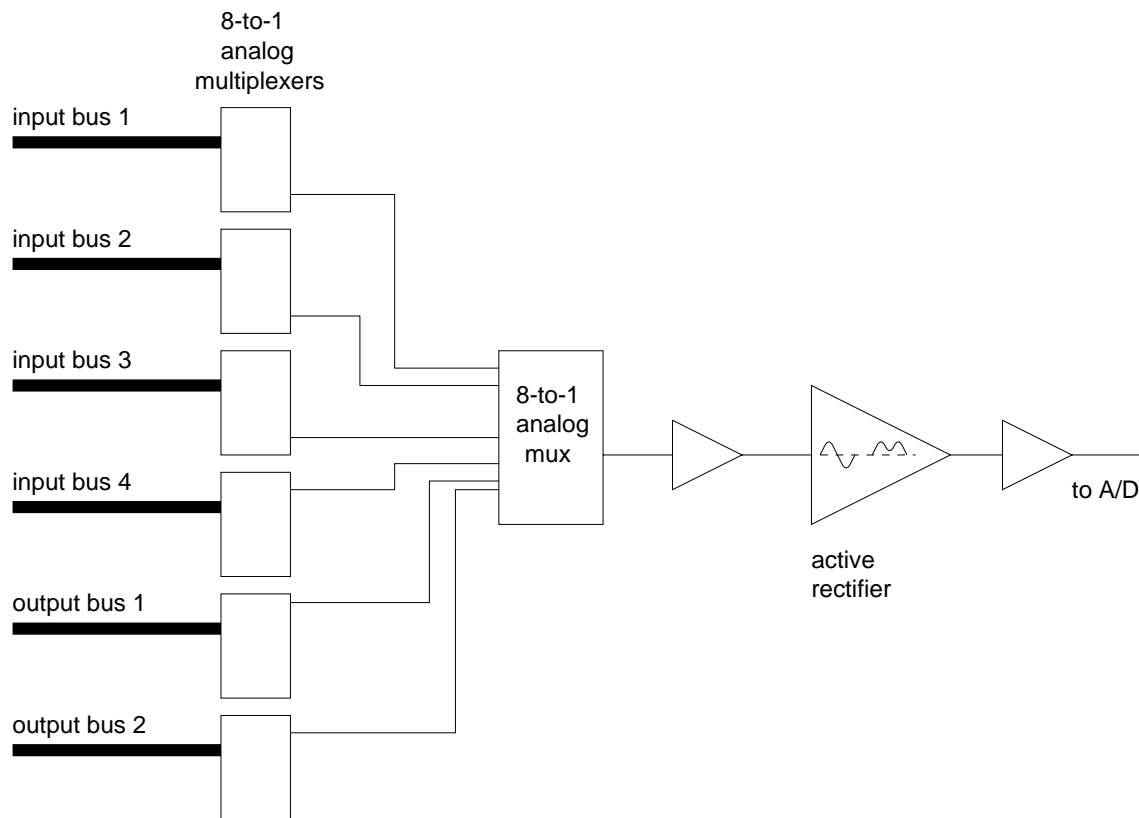 8-to-1
analog
multiplexers
input bus 1
input bus 2
input bus 3
input bus 4
output bus 1
output bus 2
8-to-1
analog
mux
active
rectifier
to A/D